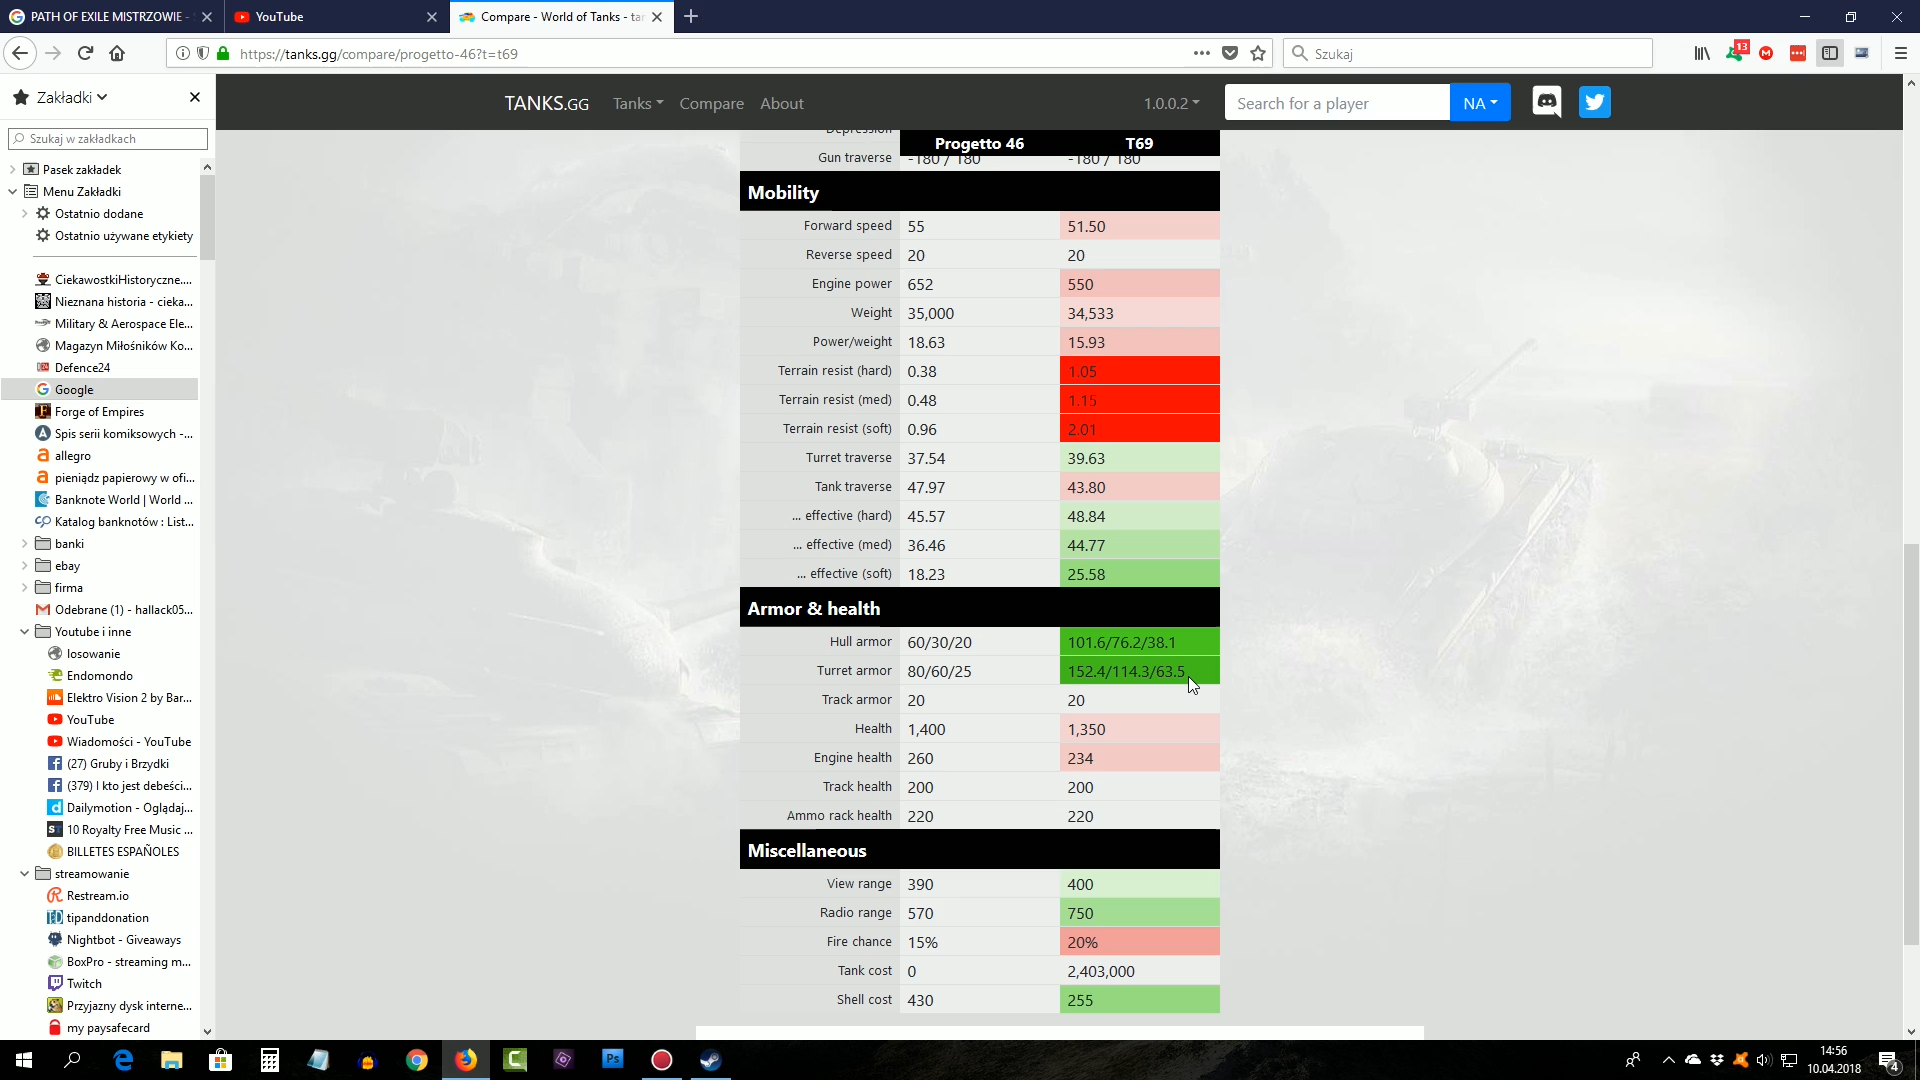 PATH OF EXILE MISTRZOWIE -
YouTube
Compare - World of Tanks - tan
https://tanks.gg/compare/progetto-46?t=t69
Szukaj
13
Zakładki
Szukaj w zakładkach
Pasek zakładek
Menu Zakładki
Ostatnio dodane
Ostatnio używane etykiety
CiekawostkiHistoryczne....
Nieznana historia - cieka...
Military & Aerospace Ele...
Magazyn Miłośników Ko...
Defence24
Google
Forge of Empires
Spis serii komiksowych -...
allegro
pieniądz papierowy w ofi...
Banknote World | World ...
Katalog banknotów : List...
banki
ebay
firma
Odebrane (1) - hallack05...
Youtube i inne
losowanie
Endomondo
Elektro Vision 2 by Bar...
YouTube
Wiadomości - YouTube
(27) Gruby i Brzydki
(379) I kto jest debeści...
Dailymotion - Oglądaj...
10 Royalty Free Music ...
BILLETES ESPAÑOLES
streamowanie
Restream.io
tipanddonation
Nightbot - Giveaways
BoxPro - streaming m...
Twitch
Przyjazny dysk interne...
my paysafecard
TANKS.GG Tanks Compare About 1.0.0.2 Search for a player NA
Depression
Progetto 46 T69
Gun traverse -180 / 180 -180 / 180
Mobility
Forward speed 55 51.50
Reverse speed 20 20
Engine power 652 550
Weight 35,000 34,533
Power/weight 18.63 15.93
Terrain resist (hard) 0.38 1.05
Terrain resist (med) 0.48 1.15
Terrain resist (soft) 0.96 2.01
Turret traverse 37.54 39.63
Tank traverse 47.97 43.80
... effective (hard) 45.57 48.84
... effective (med) 36.46 44.77
... effective (soft) 18.23 25.58
Armor & health
Hull armor 60/30/20 101.6/76.2/38.1
Turret armor 80/60/25 152.4/114.3/63.5
Track armor 20 20
Health 1,400 1,350
Engine health 260 234
Track health 200 200
Ammo rack health 220 220
Miscellaneous
View range 390 400
Radio range 570 750
Fire chance 15% 20%
Tank cost 0 2,403,000
Shell cost 430 255
Ps
14:56
10.04.2018
4